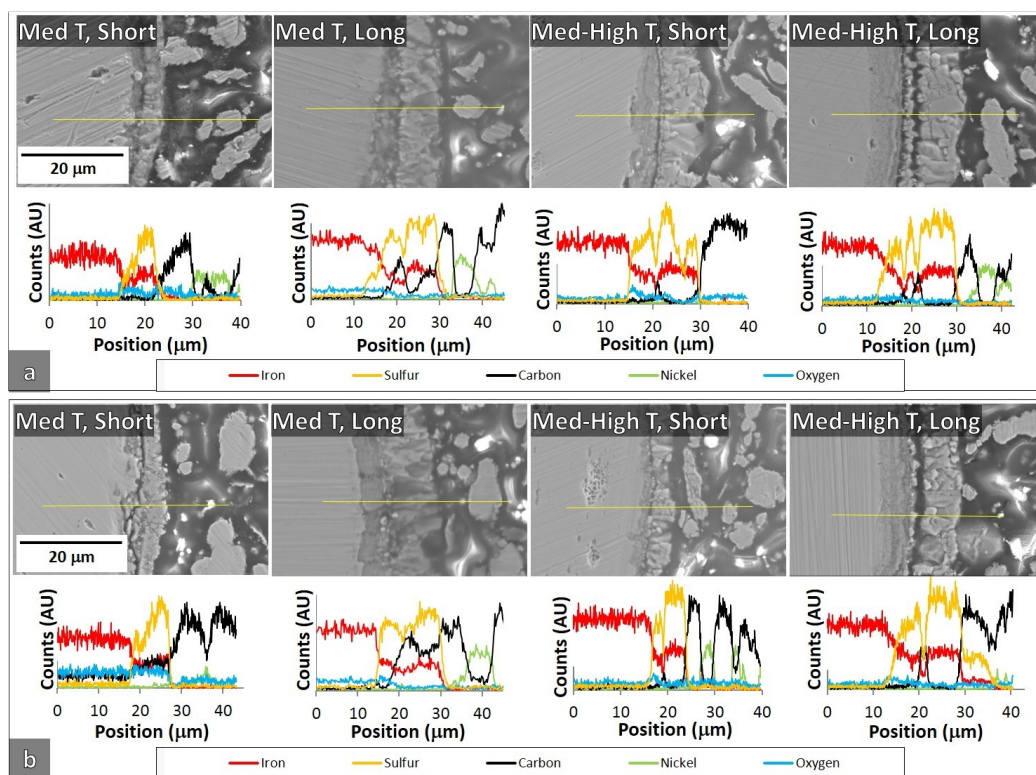 Med T, Short
Med T, Long
Med-High T, Short
Med-High T, Long
20 μm
Counts (AU)
Counts (AU)
Counts (AU)
Counts (AU)
0 10 20 30 40
0 10 20 30 40
0 10 20 30 40
0 10 20 30 40
Position (μm)
Position (μm)
Position (μm)
Position (μm)
a
Iron Sulfur Carbon Nickel Oxygen
Med T, Short
Med T, Long
Med-High T, Short
Med-High T, Long
20 μm
Counts (AU)
Counts (AU)
Counts (AU)
Counts (AU)
0 10 20 30 40
0 10 20 30 40
0 10 20 30 40
0 10 20 30 40
Position (μm)
Position (μm)
Position (μm)
Position (μm)
b
Iron Sulfur Carbon Nickel Oxygen